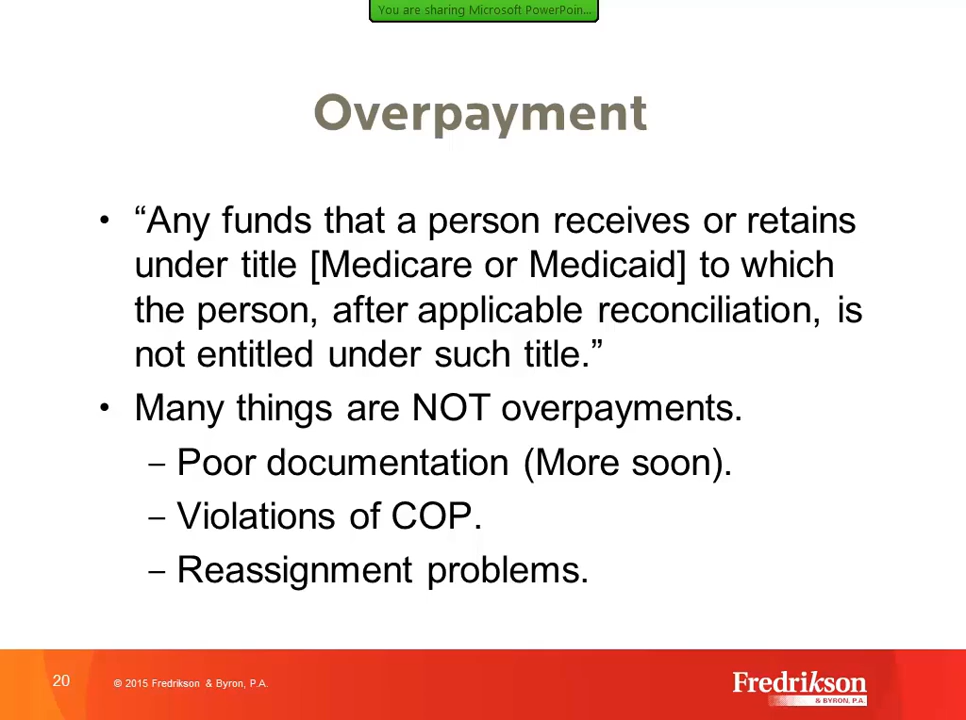 You are sharing Microsoft PowerPoin...
Overpayment
• “Any funds that a person receives or retains
under title [Medicare or Medicaid] to which
the person, after applicable reconciliation, is
not entitled under such title.”
• Many things are NOT overpayments.
– Poor documentation (More soon).
– Violations of COP.
– Reassignment problems.
20
© 2015 Fredrikson & Byron, P.A.
Fredrikson
& BYRON, P.A.